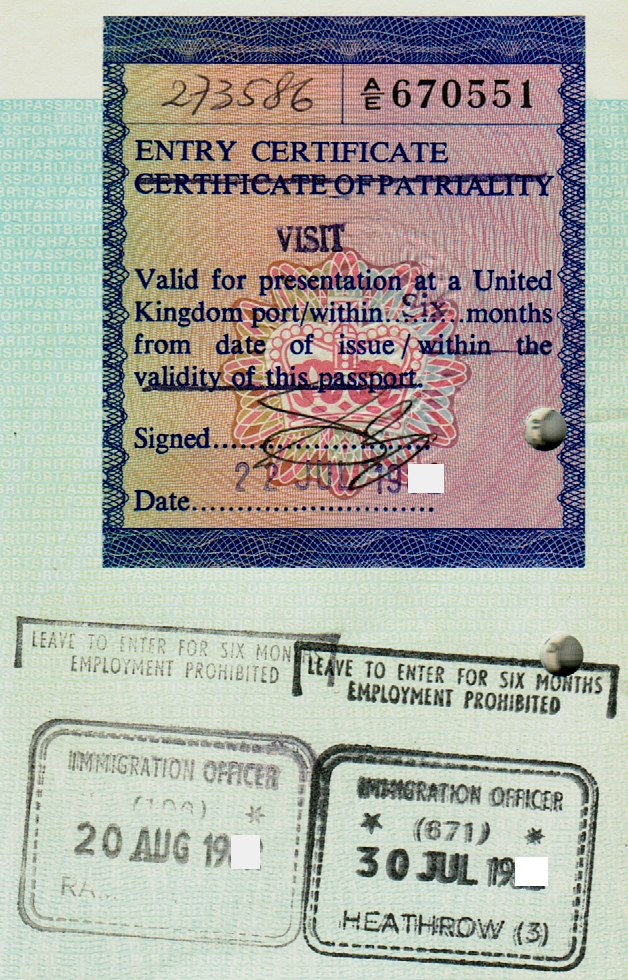 273586
A/E 670551
ENTRY CERTIFICATE
CERTIFICATE OF PATRIALITY
VISIT
Valid for presentation at a United
Kingdom port/within..Six..months
from date of issue/within the
validity of this passport.
Signed
22 JUL 19
Date
LEAVE TO ENTER FOR SIX MONTHS
EMPLOYMENT PROHIBITED
LEAVE TO ENTER FOR SIX MONTHS
EMPLOYMENT PROHIBITED
IMMIGRATION OFFICER
* 
20 AUG 19
IMMIGRATION OFFICER
* (671) *
30 JUL 19
HEATHROW (3)